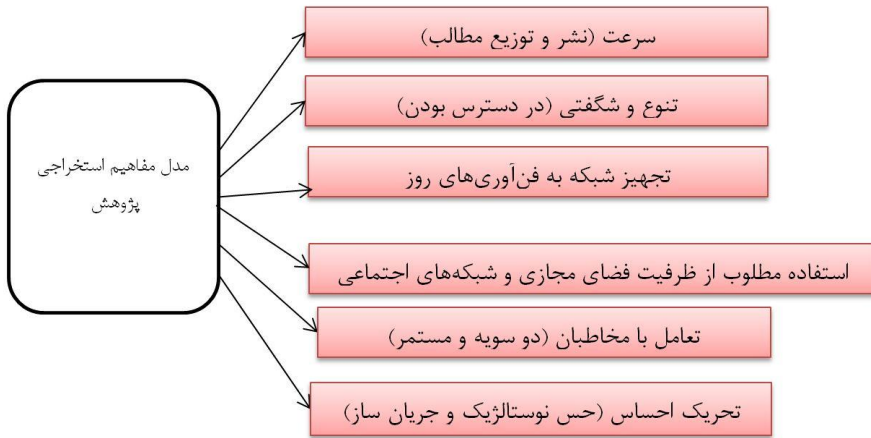 مدل مفاهیم استخراجی
پژوهش
سرعت (نشر و توزیع مطالب)
تنوع و شگفتی (در دسترس بودن)
تجهیز شبکه به فن‌آوری‌های روز
استفاده مطلوب از ظرفیت فضای مجازی و شبکه‌های اجتماعی
تعامل با مخاطبان (دو سویه و مستمر)
تحریک احساس (حس نوستالژیک و جریان ساز)